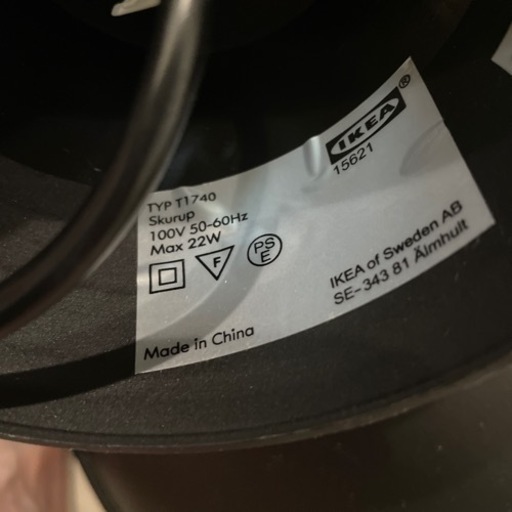 TYP T1740
Skurup
100V 50-60Hz
Max 22W
F
PS
E
Made in China
IKEA®
15621
IKEA of Sweden AB
SE-343 81 Älmhult